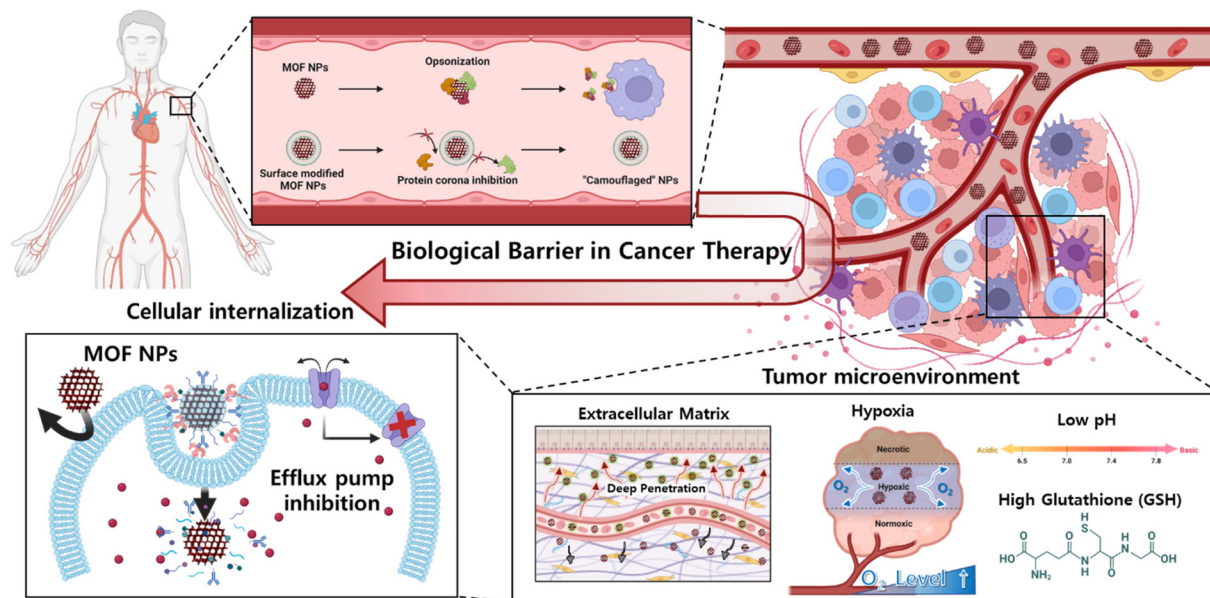 MOF NPs
Opsonization
Surface modified
MOF NPs
Protein corona inhibition
"Camouflaged" NPs
Biological Barrier in Cancer Therapy
Cellular internalization
MOF NPs
Efflux pump
inhibition
Tumor microenvironment
Extracellular Matrix
Deep Penetration
Hypoxia
Necrotic
O2
Hypoxic
O2
Normoxic
O2 Level ↑
Low pH
Acidic
Basic
6.5 7.0 7.4 7.8
High Glutathione (GSH)
H
S
O O O
HO N OH
NH2 N H
H O